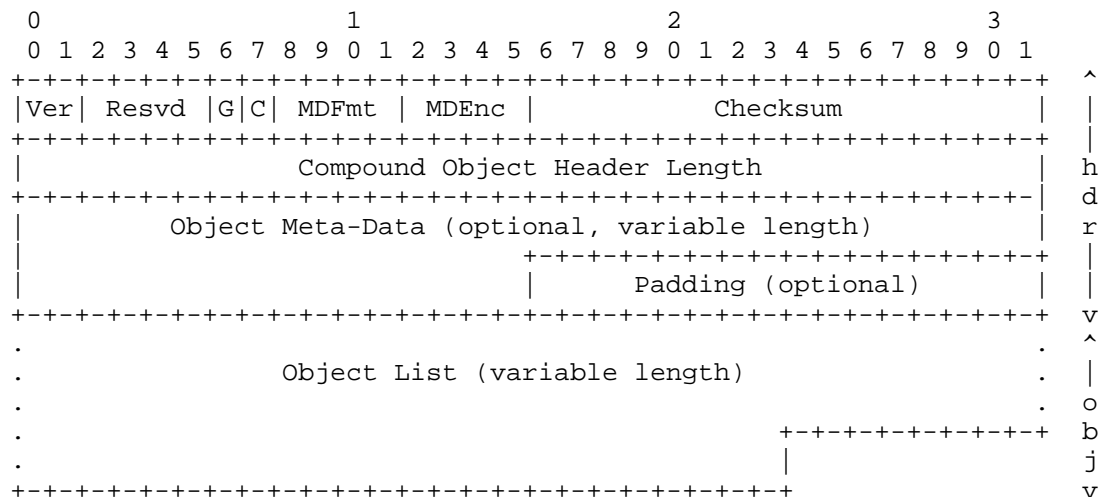 0                   1                   2                   3
 0 1 2 3 4 5 6 7 8 9 0 1 2 3 4 5 6 7 8 9 0 1 2 3 4 5 6 7 8 9 0 1
+-+-+-+-+-+-+-+-+-+-+-+-+-+-+-+-+-+-+-+-+-+-+-+-+-+-+-+-+-+-+-+-+  ^
|Ver| Resvd |G|C| MDFmt | MDEnc |           Checksum            |  |
+-+-+-+-+-+-+-+-+-+-+-+-+-+-+-+-+-+-+-+-+-+-+-+-+-+-+-+-+-+-+-+-+  |
|                 Compound Object Header Length                 |  h
+-+-+-+-+-+-+-+-+-+-+-+-+-+-+-+-+-+-+-+-+-+-+-+-+-+-+-+-+-+-+-+-|  d
|         Object Meta-Data (optional, variable length)          |  r
|                               +-+-+-+-+-+-+-+-+-+-+-+-+-+-+-+-+  |
|                               |      Padding (optional)       |  |
+-+-+-+-+-+-+-+-+-+-+-+-+-+-+-+-+-+-+-+-+-+-+-+-+-+-+-+-+-+-+-+-+  v
.                                                               .  ^
.                Object List (variable length)                  .  |
.                                                               .  o
.                                               +-+-+-+-+-+-+-+-+  b
.                                               |                  j
+-+-+-+-+-+-+-+-+-+-+-+-+-+-+-+-+-+-+-+-+-+-+-+-+                  v